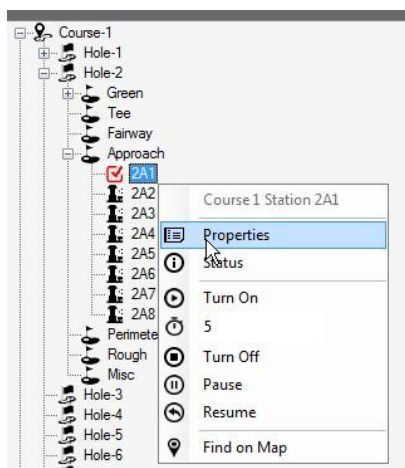 Course-1
Hole-1
Hole-2
Green
Tee
Fairway
Approach
2A1
2A2
2A3
2A4
2A5
2A6
2A7
2A8
Perimete
Rough
Misc
Hole-3
Hole-4
Hole-5
Hole-6
Course 1 Station 2A1
Properties
Status
Turn On
5
Turn Off
Pause
Resume
Find on Map